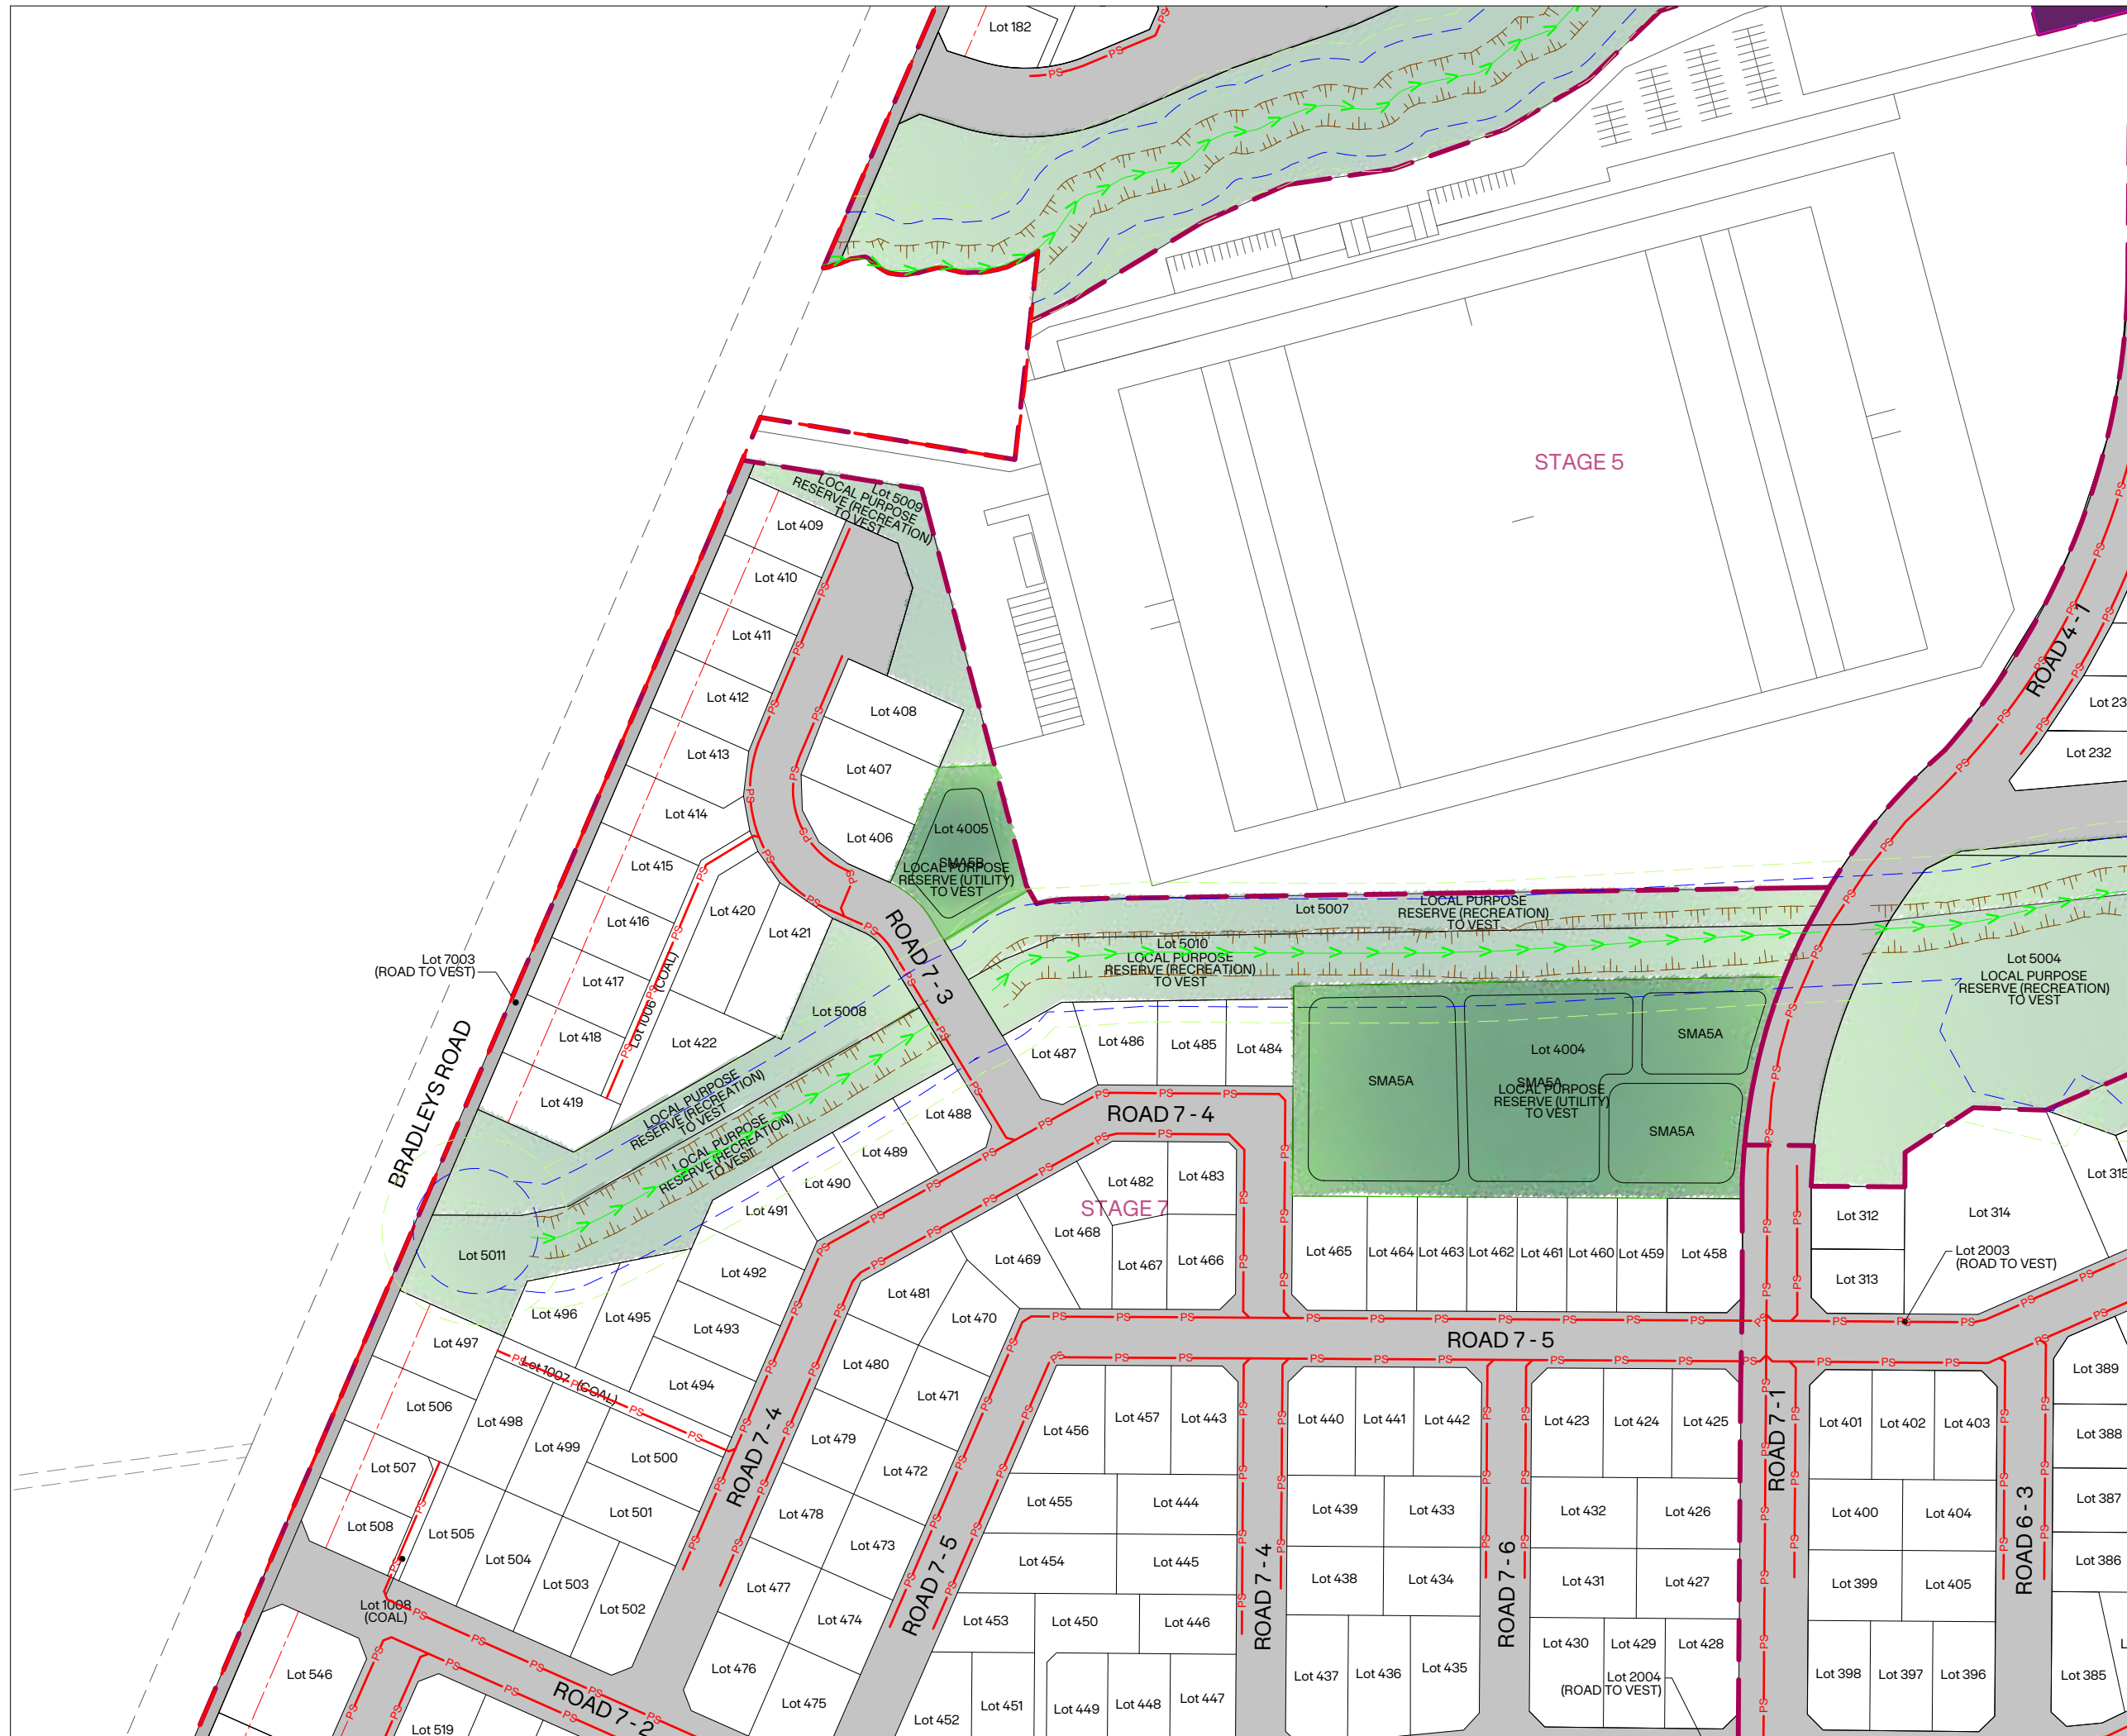 Lot 182
STAGE 5
Lot 5009
LOCAL PURPOSE
RESERVE (RECREATION)
TO VEST
Lot 409
Lot 410
Lot 411
Lot 412
Lot 413
Lot 414
Lot 415
Lot 416
Lot 417
Lot 418
Lot 419
Lot 408
Lot 407
Lot 406
Lot 4005
SMA5B
LOCAL PURPOSE
RESERVE (UTILITY)
TO VEST
Lot 420
Lot 421
Lot 422
Lot 1006 (COAL)
Lot 7003
(ROAD TO VEST)
BRADLEYS ROAD
ROAD 7 - 3
ROAD 4 - 1
Lot 23
Lot 232
Lot 5007
LOCAL PURPOSE
RESERVE (RECREATION)
TO VEST
Lot 5010
LOCAL PURPOSE
RESERVE (RECREATION)
TO VEST
Lot 5004
LOCAL PURPOSE
RESERVE (RECREATION)
TO VEST
Lot 5008
LOCAL PURPOSE
RESERVE (RECREATION)
TO VEST
LOCAL PURPOSE
RESERVE (RECREATION)
TO VEST
Lot 5011
Lot 487
Lot 486
Lot 485
Lot 484
SMA5A
Lot 4004
SMA5A
LOCAL PURPOSE
RESERVE (UTILITY)
TO VEST
SMA5A
SMA5A
ROAD 7 - 4
Lot 488
Lot 489
Lot 490
Lot 491
Lot 492
Lot 493
Lot 494
Lot 495
Lot 496
Lot 497
STAGE 7
Lot 482
Lot 483
Lot 468
Lot 467
Lot 466
Lot 469
Lot 470
Lot 481
Lot 480
Lot 471
Lot 479
Lot 472
Lot 478
Lot 473
Lot 477
Lot 474
Lot 476
Lot 475
Lot 465
Lot 464
Lot 463
Lot 462
Lot 461
Lot 460
Lot 459
Lot 458
Lot 312
Lot 313
Lot 314
Lot 315
Lot 2003
(ROAD TO VEST)
ROAD 7 - 5
Lot 1007 (COAL)
Lot 506
Lot 507
Lot 508
Lot 498
Lot 499
Lot 500
Lot 501
Lot 505
Lot 504
Lot 503
Lot 502
Lot 1008
(COAL)
Lot 546
Lot 519
ROAD 7 - 2
ROAD 7 - 4
ROAD 7 - 5
Lot 456
Lot 457
Lot 443
Lot 455
Lot 444
Lot 454
Lot 445
Lot 453
Lot 450
Lot 446
Lot 452
Lot 451
Lot 449
Lot 448
Lot 447
ROAD 7 - 4
Lot 440
Lot 441
Lot 442
Lot 439
Lot 433
Lot 438
Lot 434
Lot 437
Lot 436
Lot 435
ROAD 7 - 6
Lot 423
Lot 424
Lot 425
Lot 432
Lot 426
Lot 431
Lot 427
Lot 430
Lot 429
Lot 428
Lot 2004
(ROAD TO VEST)
ROAD 7 - 1
Lot 401
Lot 402
Lot 403
Lot 400
Lot 404
Lot 399
Lot 405
Lot 398
Lot 397
Lot 396
ROAD 6 - 3
Lot 389
Lot 388
Lot 387
Lot 386
Lot 385